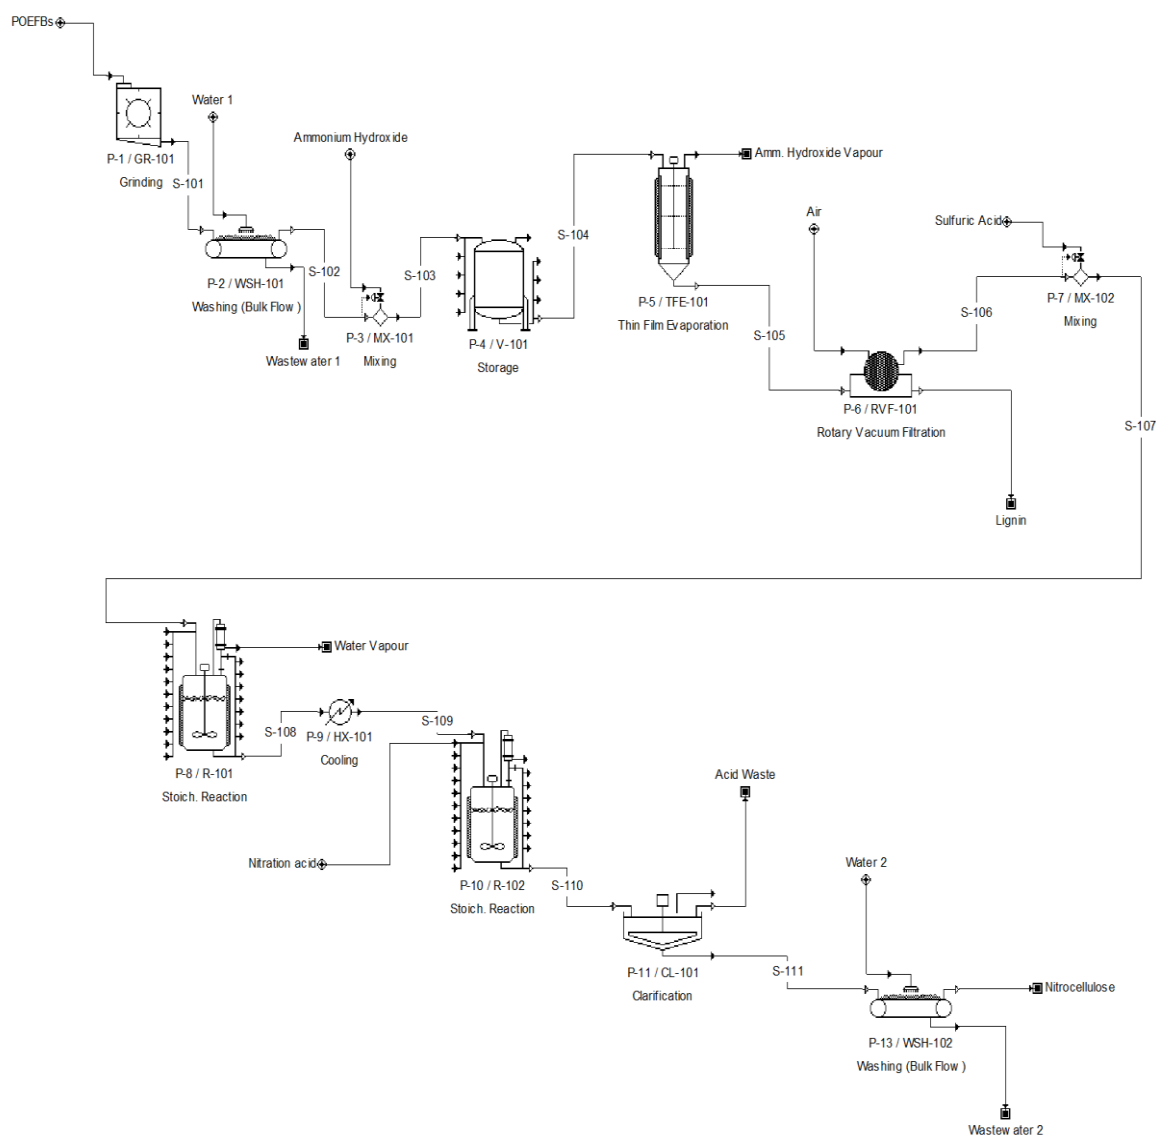 POEFBs
Water 1
P-1 / GR-101
Grinding
S-101
Ammonium Hydroxide
P-2 / WSH-101
Washing (Bulk Flow )
S-102
Wastew ater 1
P-3 / MX-101
Mixing
S-103
P-4 / V-101
Storage
S-104
Amm. Hydroxide Vapour
P-5 / TFE-101
Thin Film Evaporation
S-105
Air
P-6 / RVF-101
Rotary Vacuum Filtration
S-106
Lignin
Sulfuric Acid
P-7 / MX-102
Mixing
S-107
Water Vapour
P-8 / R-101
Stoich. Reaction
S-108
P-9 / HX-101
Cooling
S-109
Nitration acid
P-10 / R-102
Stoich. Reaction
S-110
Acid Waste
P-11 / CL-101
Clarification
S-111
Water 2
Nitrocellulose
P-13 / WSH-102
Washing (Bulk Flow )
Wastew ater 2